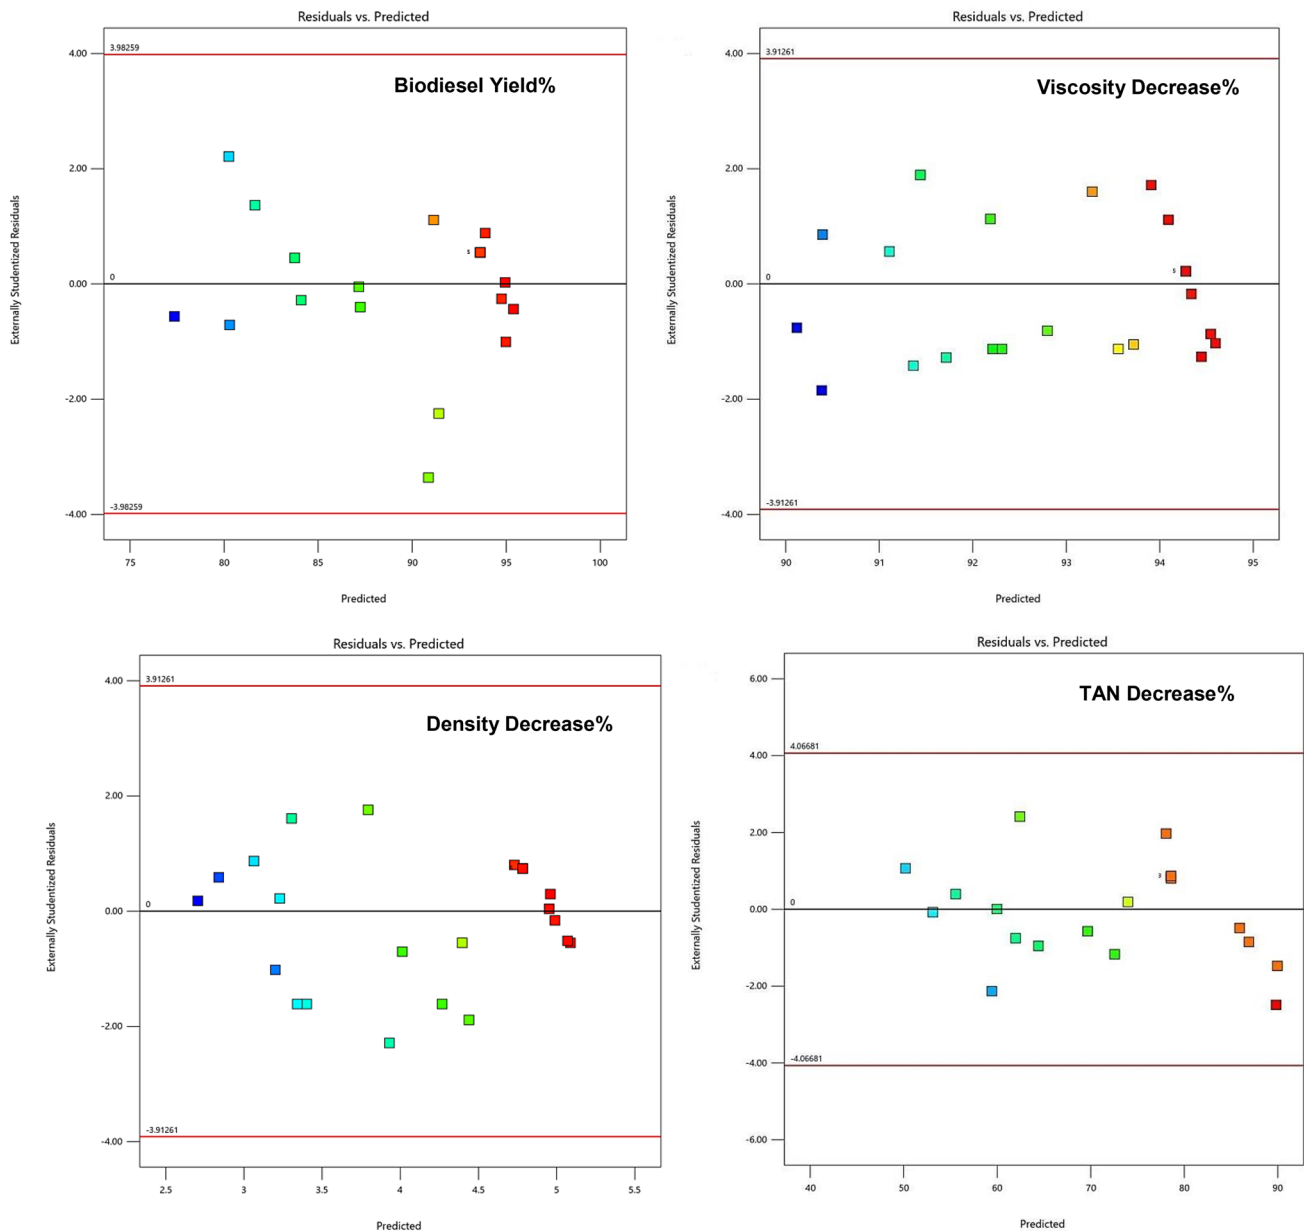 Residuals vs. Predicted
Biodiesel Yield%
Externally Studentized Residuals
4.00
2.00
0.00
-2.00
-4.00
3.98259
0
-3.98259
5
75 80 85 90 95 100
Predicted
Residuals vs. Predicted
Viscosity Decrease%
Externally Studentized Residuals
4.00
2.00
0.00
-2.00
-4.00
3.91261
0
-3.91261
5
90 91 92 93 94 95
Predicted
Residuals vs. Predicted
Density Decrease%
Externally Studentized Residuals
4.00
2.00
0.00
-2.00
-4.00
3.91261
0
-3.91261
2.5 3 3.5 4 4.5 5 5.5
Predicted
Residuals vs. Predicted
TAN Decrease%
Externally Studentized Residuals
6.00
4.00
2.00
0.00
-2.00
-4.00
-6.00
4.06681
0
-4.06681
3
40 50 60 70 80 90
Predicted